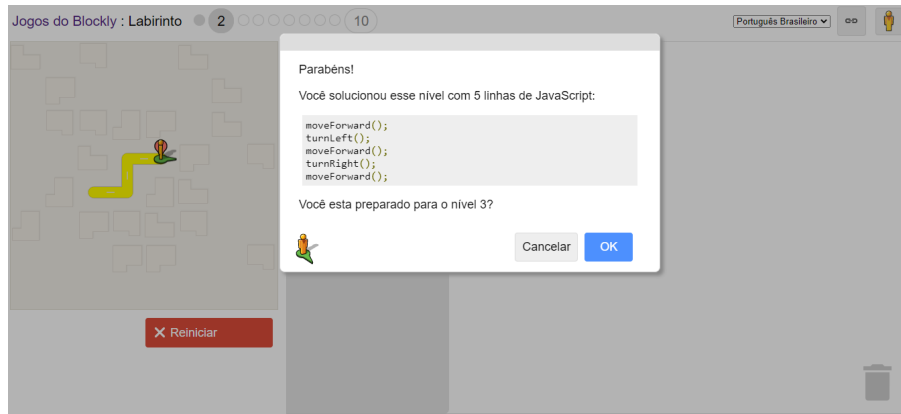 Jogos do Blockly : Labirinto 2 10 Português Brasileiro
Parabéns!
Você solucionou esse nível com 5 linhas de JavaScript:
moveForward();
turnLeft();
moveForward();
turnRight();
moveForward();
Você esta preparado para o nível 3?
Cancelar OK
Reiniciar